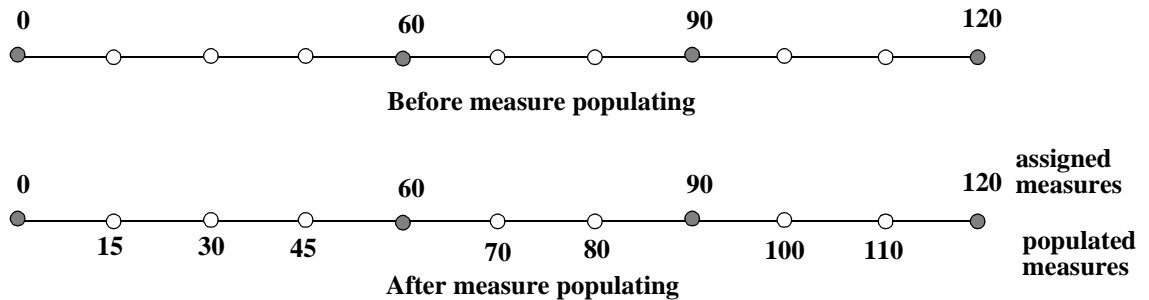 0 60 90 120
Before measure populating
assigned
0 60 90 120 measures
15 30 45 70 80 100 110 populated
measures
After measure populating